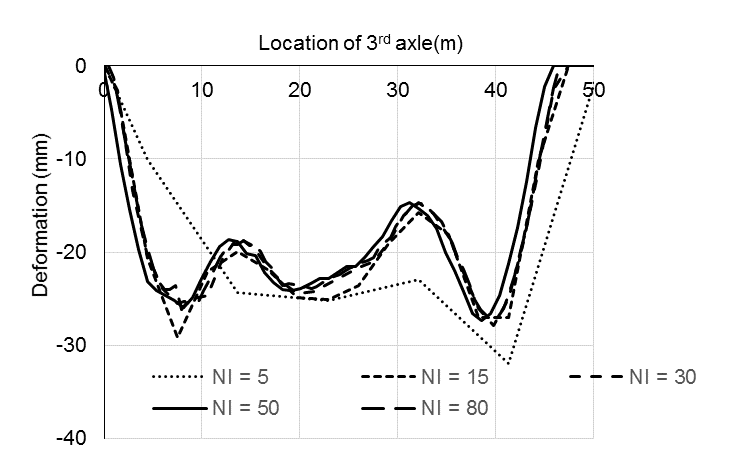 Location of 3rd axle(m)
0
0 10 20 30 40 50
-10
Deformation (mm)
-20
-30
NI = 5 NI = 15 NI = 30
NI = 50 NI = 80
-40